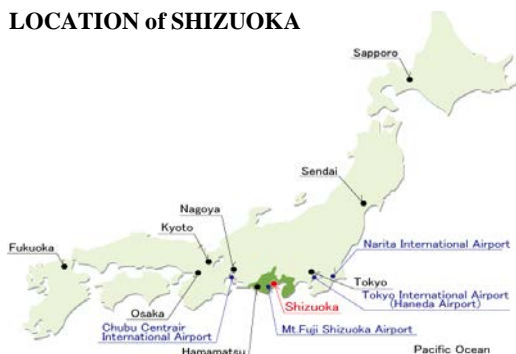 LOCATION of SHIZUOKA
Sapporo
Sendai
Nagoya
Kyoto
Fukuoka
Narita International Airport
Tokyo
Tokyo International Airport
(Haneda Airport)
Osaka
Chubu Centrair
International Airport
Shizuoka
Mt.Fuji Shizuoka Airport
Hamamatsu
Pacific Ocean